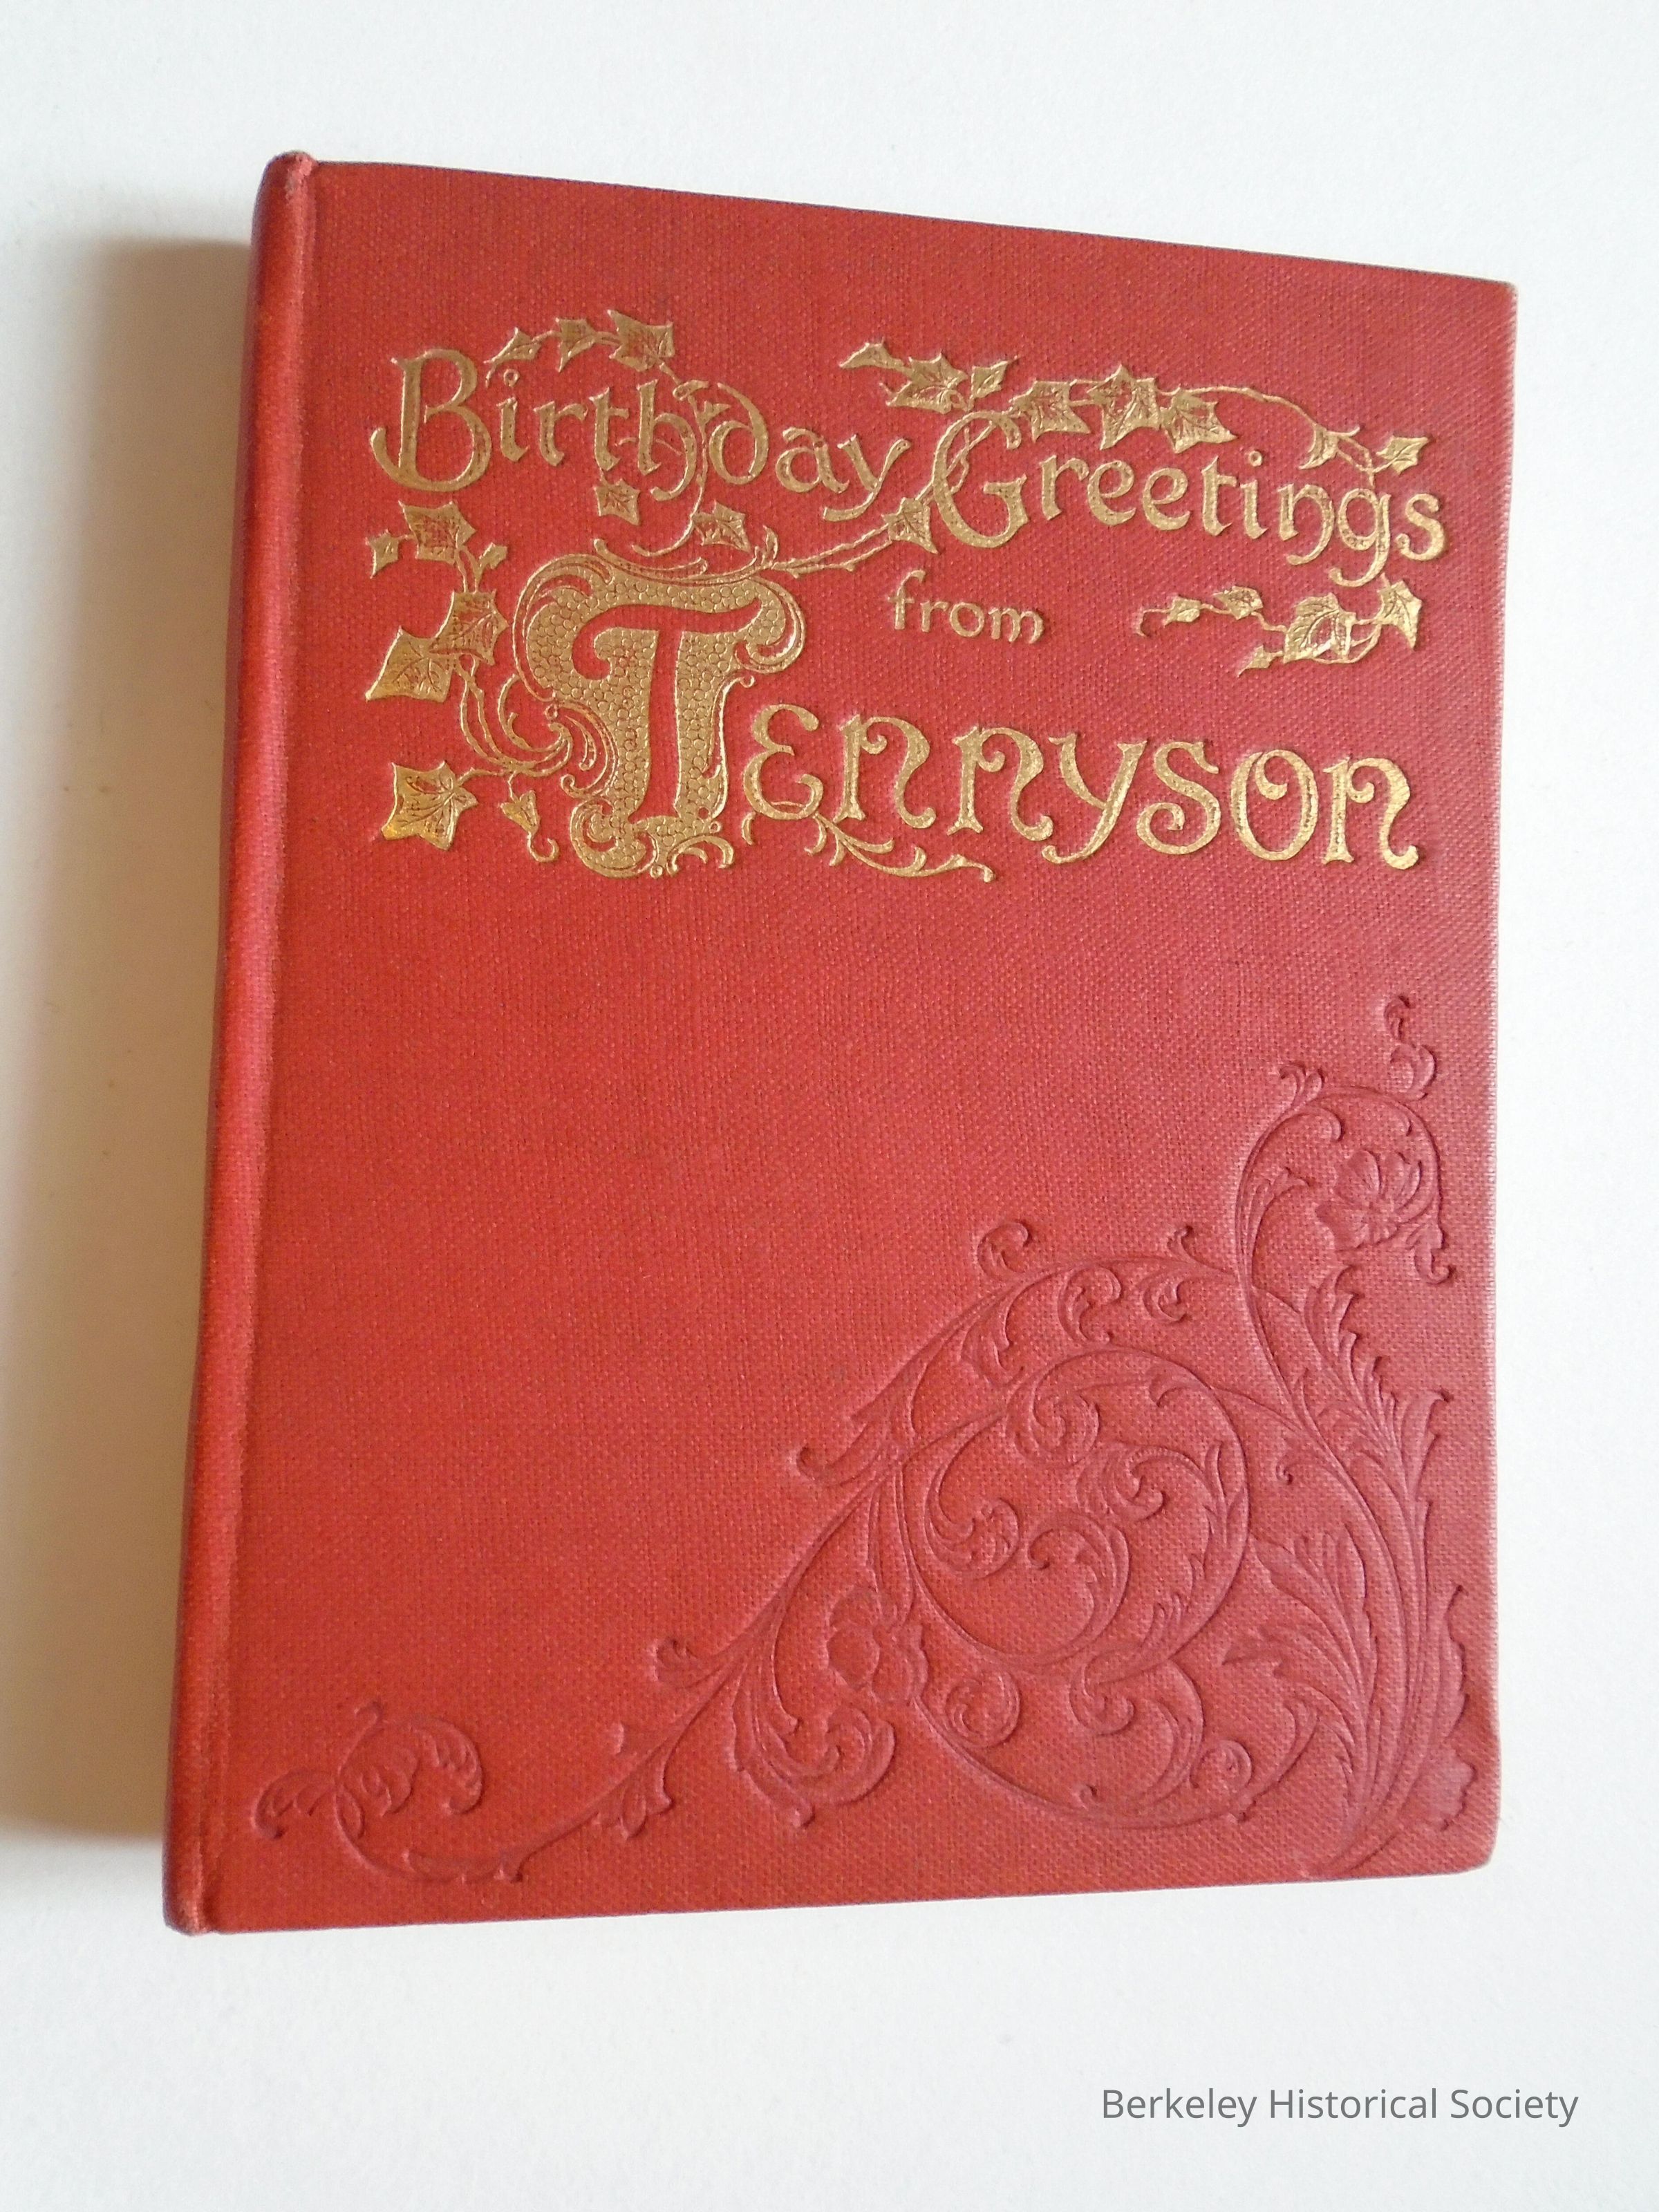 Birthday Greetings
from
Tennyson
Berkeley Historical Society